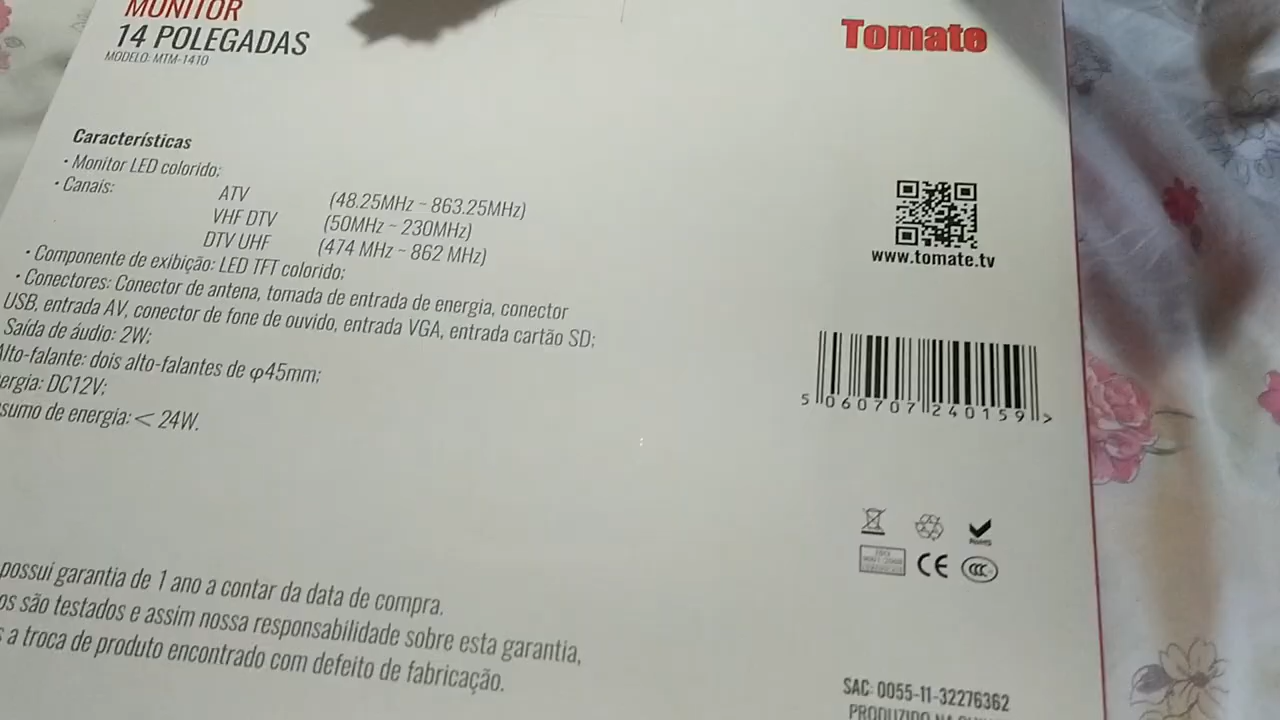 MONITOR
14 POLEGADAS
MODELO: MTM-1410
Tomate
Características
• Monitor LED colorido;
• Canais:
ATV (48.25MHz ~ 863.25MHz)
VHF DTV (50MHz ~ 230MHz)
DTV UHF (474 MHz ~ 862 MHz)
• Componente de exibição: LED TFT colorido;
• Conectores: Conector de antena, tomada de entrada de energia, conector
USB, entrada AV, conector de fone de ouvido, entrada VGA, entrada cartão SD;
Saída de áudio: 2W;
Alto-falante: dois alto-falantes de φ45mm;
ergia: DC12V;
sumo de energia: < 24W.
www.tomate.tv
5 060707 240159 >
RoHS
CE
CCC
possui garantia de 1 ano a contar da data de compra.
os são testados e assim nossa responsabilidade sobre esta garantia,
s a troca de produto encontrado com defeito de fabricação.
SAC: 0055-11-32276362
PRODUZIDO NA